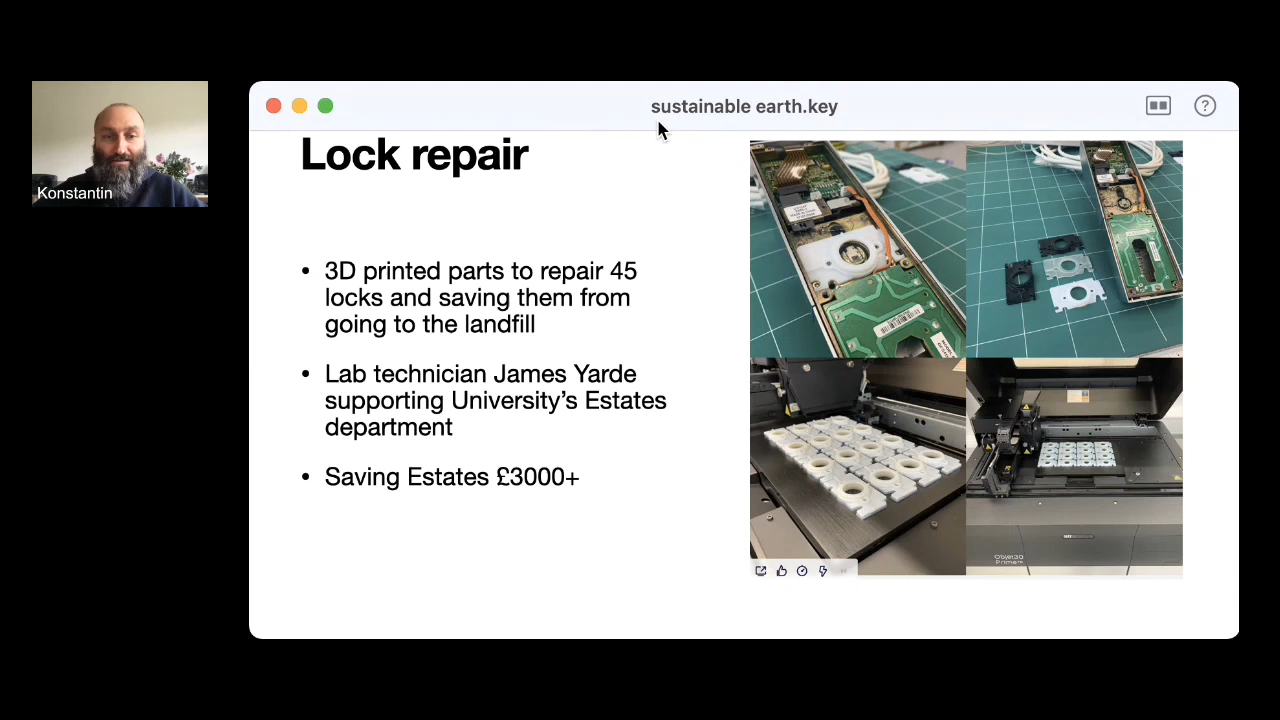 sustainable earth.key
Konstantin
Lock repair
• 3D printed parts to repair 45
locks and saving them from
going to the landfill
• Lab technician James Yarde
supporting University’s Estates
department
• Saving Estates £3000+
Objet30
Prime™